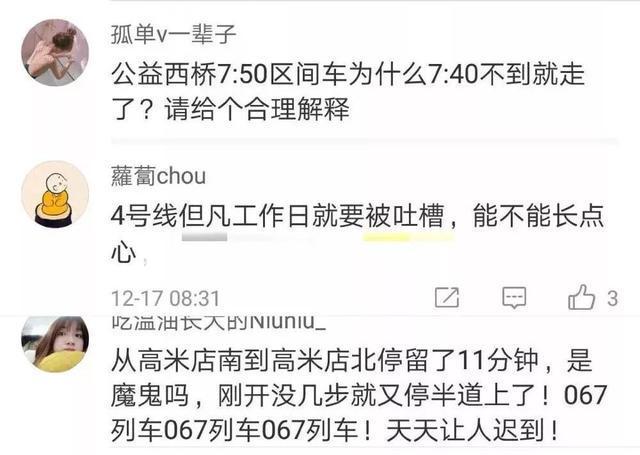 孤单v一辈子
公益西桥7:50区间车为什么7:40不到就走
了？请给个合理解释
蘿蔔chou
4号线但凡工作日就要被吐槽，能不能长点
心，
12-17 08:31
3
吃温油长大的Niuniu_
从高米店南到高米店北停留了11分钟，是
魔鬼吗，刚开没几步就又停半道上了！067
列车067列车067列车！天天让人迟到！